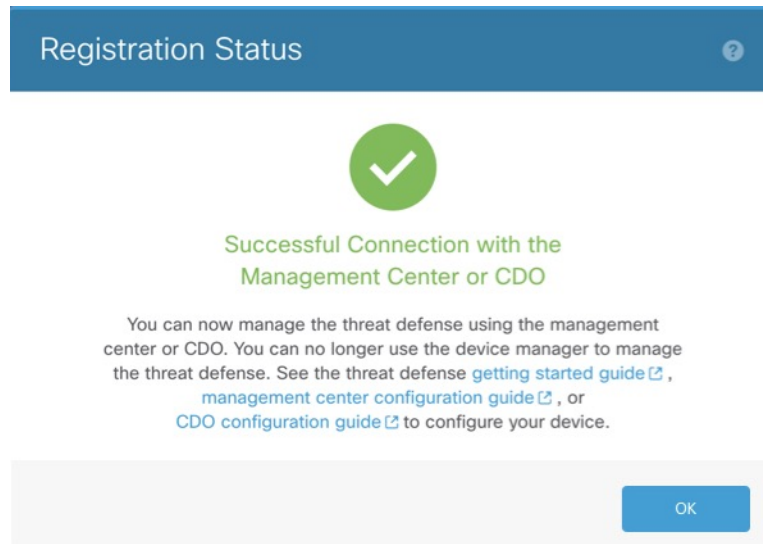 Registration Status
?
Successful Connection with the
Management Center or CDO
You can now manage the threat defense using the management
center or CDO. You can no longer use the device manager to manage
the threat defense. See the threat defense getting started guide ,
management center configuration guide , or
CDO configuration guide to configure your device.
OK